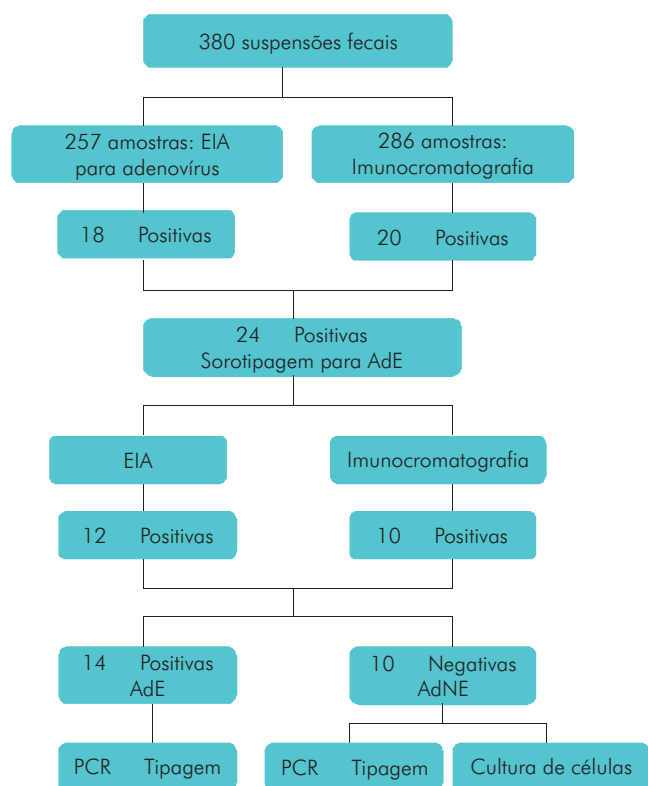 380 suspensões fecais
257 amostras: EIA
para adenovírus
286 amostras:
Imunocromatografia
18 Positivas
20 Positivas
24 Positivas
Sorotipagem para AdE
EIA
Imunocromatografia
12 Positivas
10 Positivas
14 Positivas
AdE
10 Negativas
AdNE
PCR Tipagem
PCR Tipagem
Cultura de células